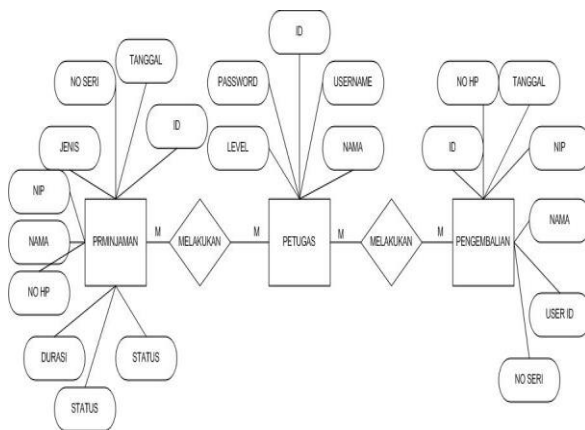 ID
TANGGAL
NO SERI
PASSWORD
USERNAME
NO HP
TANGGAL
ID
JENIS
LEVEL
NAMA
ID
NIP
NIP
NAMA
PRMINJAMAN
M
MELAKUKAN
M
PETUGAS
M
MELAKUKAN
M
PENGEMBALIAN
NAMA
NO HP
USER ID
DURASI
STATUS
STATUS
NO SERI